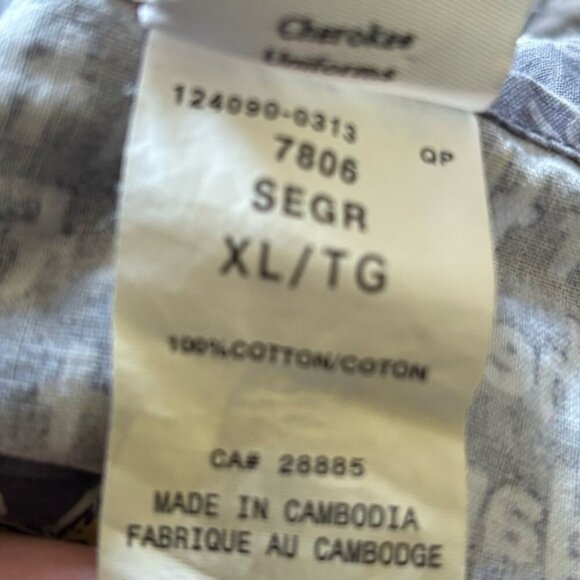 Cherokee
Uniforms
124090-0313
7806 QP
SEGR
XL/TG
100%COTTON/COTON
CA# 28885
MADE IN CAMBODIA
FABRIQUE AU CAMBODGE